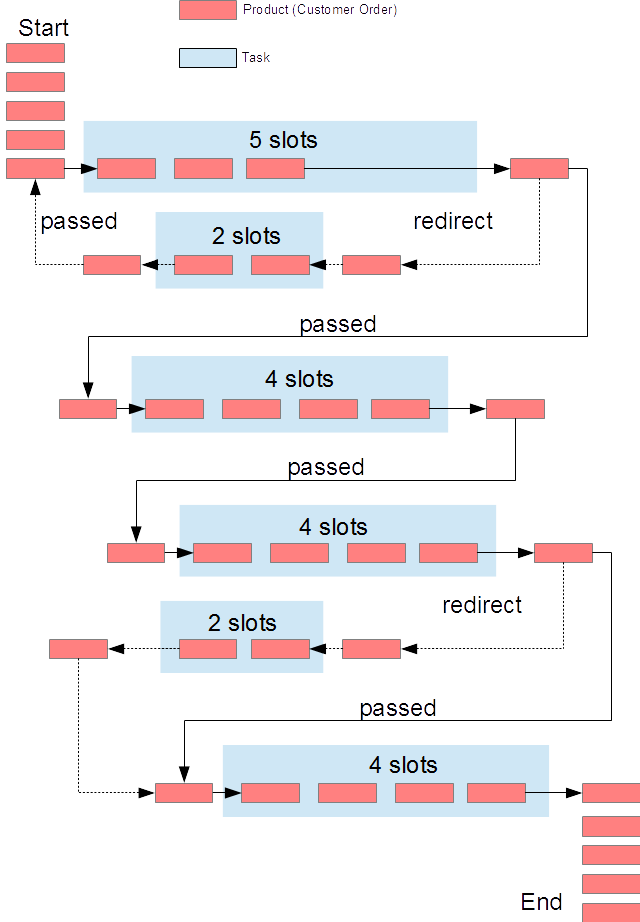 Product (Customer Order)
Start
Task
5 slots
passed
redirect
2 slots
passed
4 slots
passed
4 slots
redirect
2 slots
passed
4 slots
End